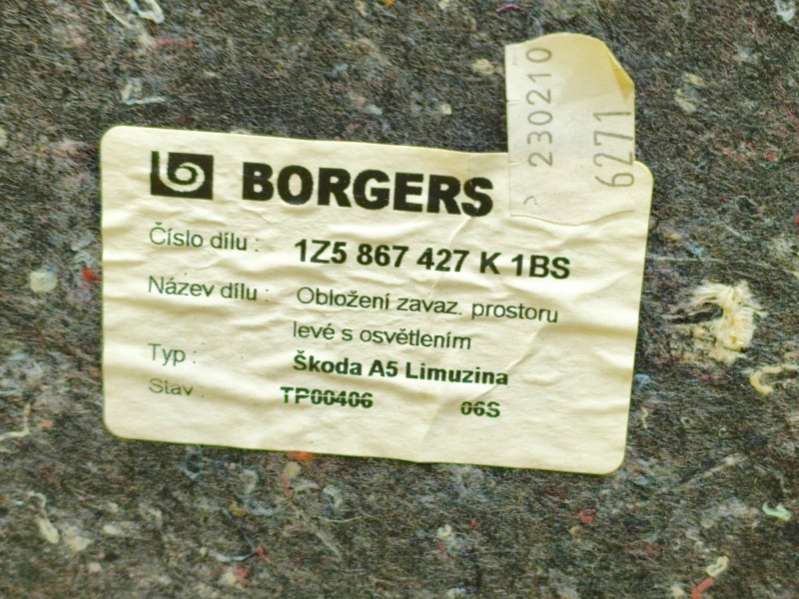 BORGERS
Číslo dílu : 1Z5 867 427 K 1BS
Název dílu : Obložení zavaz. prostoru
levé s osvětlením
Typ : Škoda A5 Limuzina
Stav : TP00406 06S
> 230210
6271